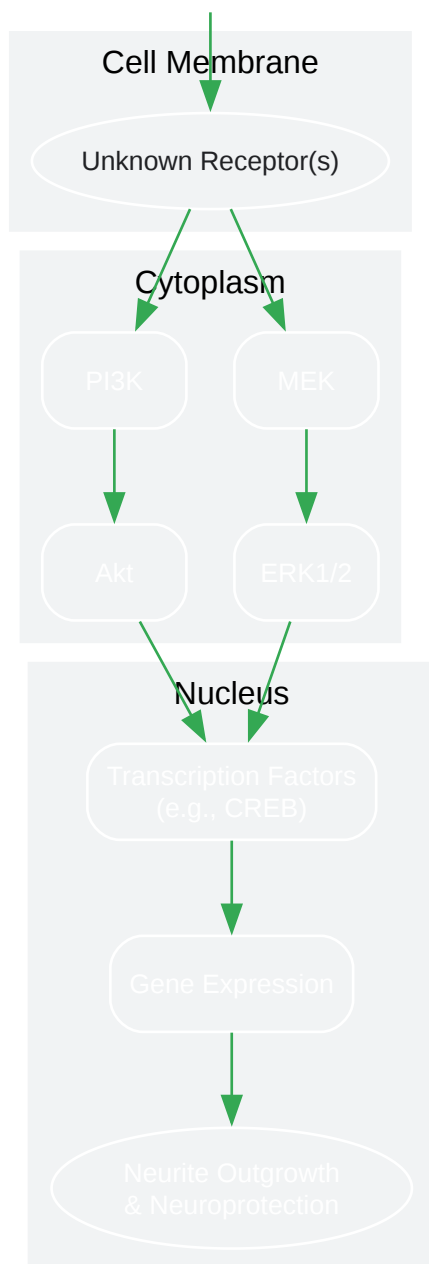 Cell Membrane
Unknown Receptor(s)
Cytoplasm
PI3K
MEK
Akt
ERK1/2
Nucleus
Transcription Factors
(e.g., CREB)
Gene Expression
Neurite Outgrowth
& Neuroprotection